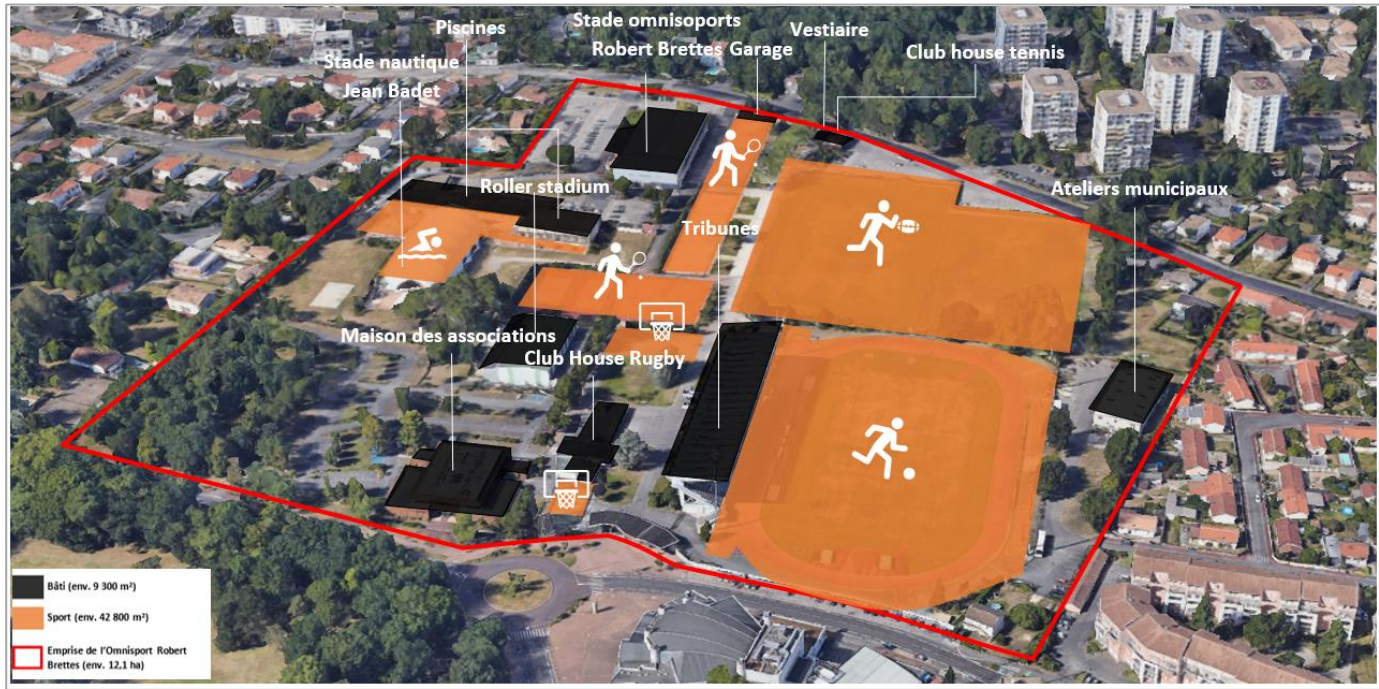 Piscines
Stade omnisoports
Robert Brettes
Garage
Vestiaire
Club house tennis
Stade nautique
Jean Badet
Roller stadium
Tribunes
Ateliers municipaux
Maison des associations
Club House Rugby
Bâti (env. 9 300 m²)
Sport (env. 42 800 m²)
Emprise de l'Omnisport Robert
Brettes (env. 12,1 ha)